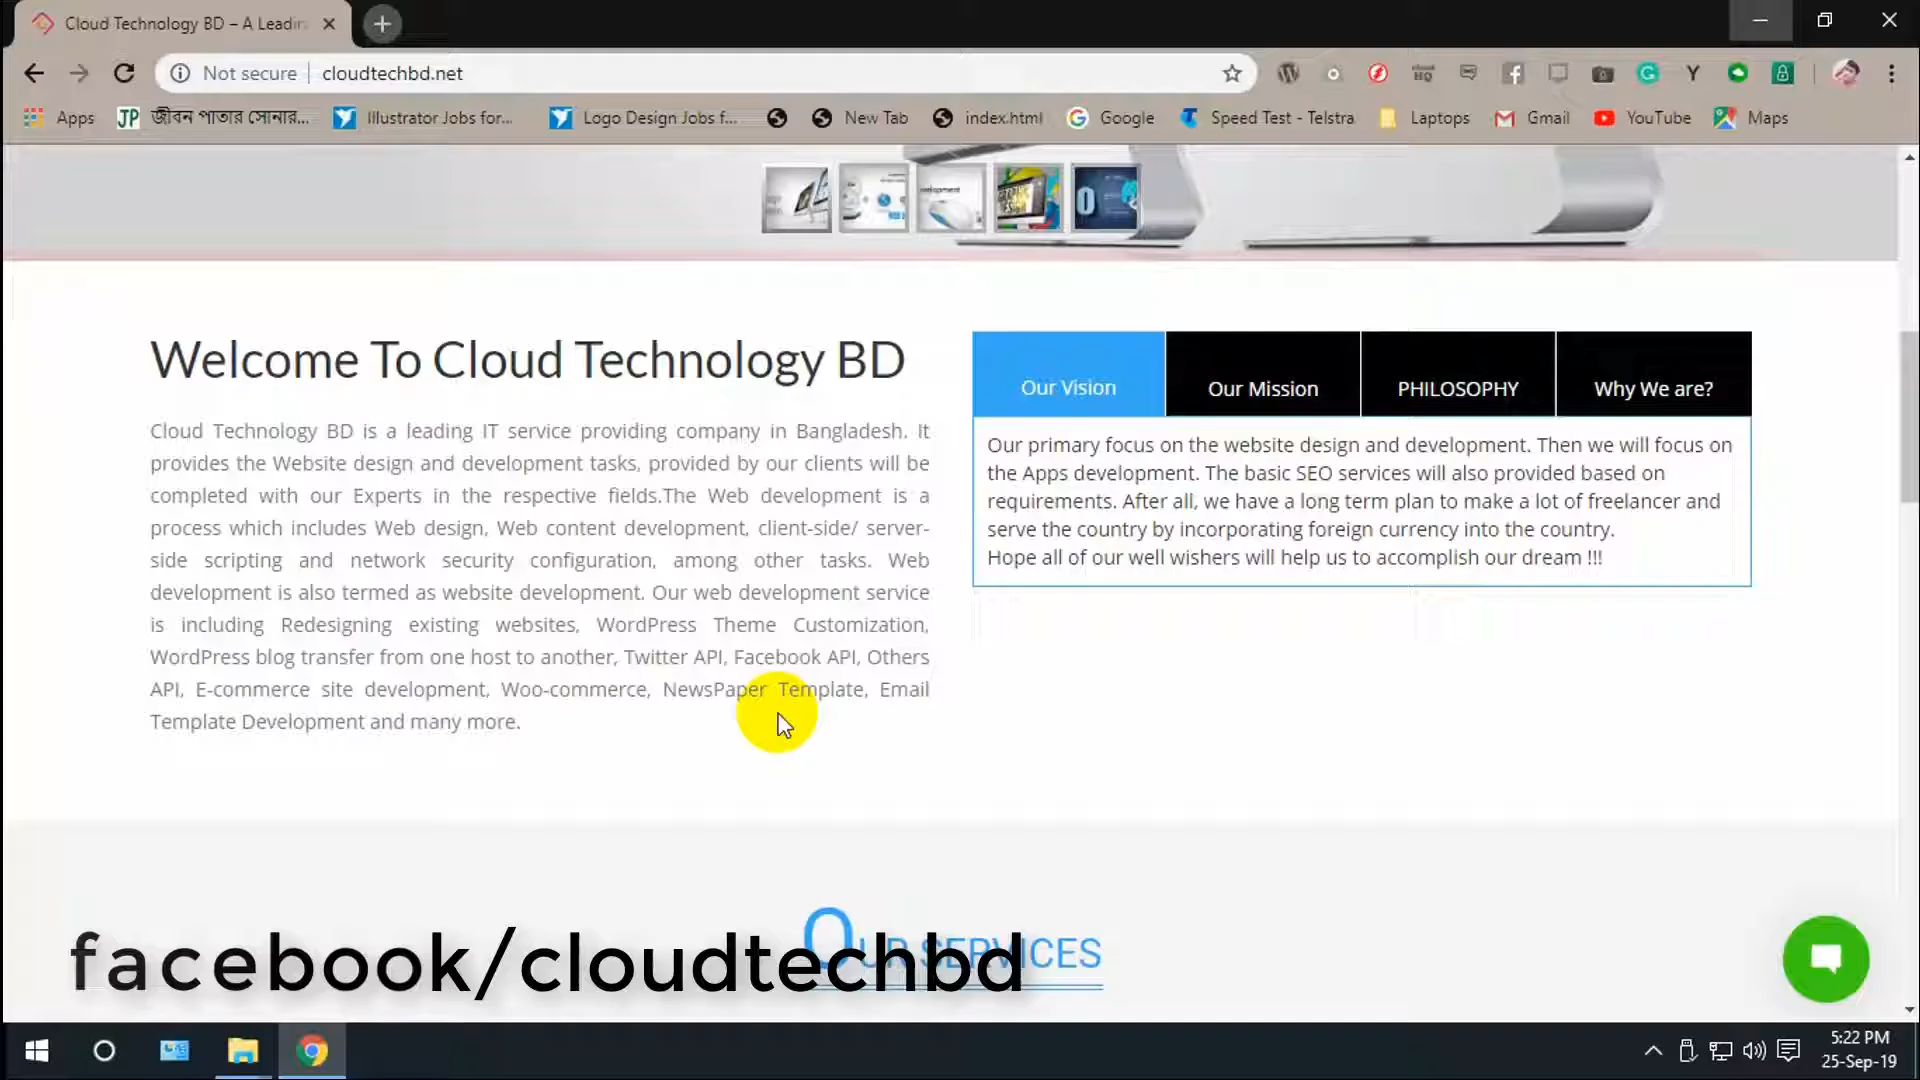 Cloud Technology BD – A Leadin
Not secure
cloudtechbd.net
Apps
JP
জীবন পাতার সোনার...
Illustrator Jobs for...
Logo Design Jobs f...
New Tab
index.html
Google
Speed Test - Telstra
Laptops
Gmail
YouTube
Maps
Welcome To Cloud Technology BD
Cloud Technology BD is a leading IT service providing company in Bangladesh. It
provides the Website design and development tasks, provided by our clients will be
completed with our Experts in the respective fields.The Web development is a
process which includes Web design, Web content development, client-side/ server-
side scripting and network security configuration, among other tasks. Web
development is also termed as website development. Our web development service
is including Redesigning existing websites, WordPress Theme Customization,
WordPress blog transfer from one host to another, Twitter API, Facebook API, Others
API, E-commerce site development, Woo-commerce, NewsPaper Template, Email
Template Development and many more.
Our Vision
Our Mission
PHILOSOPHY
Why We are?
Our primary focus on the website design and development. Then we will focus on
the Apps development. The basic SEO services will also provided based on
requirements. After all, we have a long term plan to make a lot of freelancer and
serve the country by incorporating foreign currency into the country.
Hope all of our well wishers will help us to accomplish our dream !!!
OUR SERVICES
facebook/cloudtechbd
5:22 PM
25-Sep-19